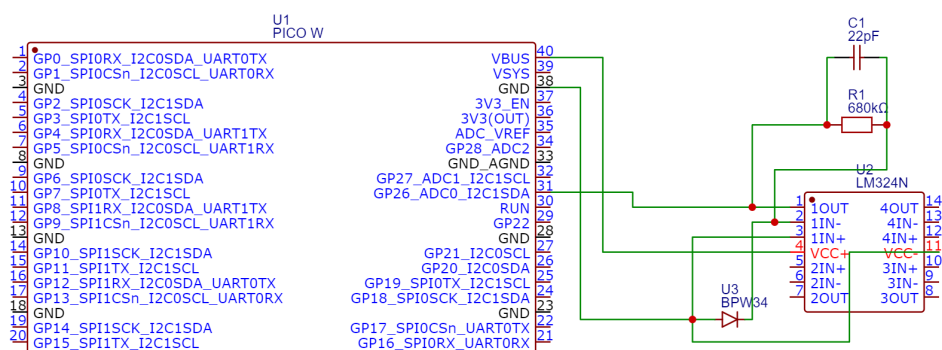 U1
PICO W
1 GP0_SPI0RX_I2C0SDA_UART0TX VBUS 40
2 GP1_SPI0CSn_I2C0SCL_UART0RX VSYS 39
3 GND GND 38
4 GP2_SPI0SCK_I2C1SDA 3V3_EN 37
5 GP3_SPI0TX_I2C1SCL 3V3(OUT) 36
6 GP4_SPI0RX_I2C0SDA_UART1TX ADC_VREF 35
7 GP5_SPI0CSn_I2C0SCL_UART1RX GP28_ADC2 34
8 GND GND_AGND 33
9 GP6_SPI0SCK_I2C1SDA GP27_ADC1_I2C1SCL 32
10 GP7_SPI0TX_I2C1SCL GP26_ADC0_I2C1SDA 31
11 GP8_SPI1RX_I2C0SDA_UART1TX RUN 30
12 GP9_SPI1CSn_I2C0SCL_UART1RX GP22 29
13 GND GND 28
14 GP10_SPI1SCK_I2C1SDA GP21_I2C0SCL 27
15 GP11_SPI1TX_I2C1SCL GP20_I2C0SDA 26
16 GP12_SPI1RX_I2C0SDA_UART0TX GP19_SPI0TX_I2C1SCL 25
17 GP13_SPI1CSn_I2C0SCL_UART0RX GP18_SPI0SCK_I2C1SDA 24
18 GND GND 23
19 GP14_SPI1SCK_I2C1SDA GP17_SPI0CSn_UART0TX 22
20 GP15_SPI1TX_I2C1SCL GP16_SPI0RX_UART0RX 21
C1
22pF
R1
680kΩ
U2
LM324N
1 1OUT 4OUT 14
2 1IN- 4IN- 13
3 1IN+ 4IN+ 12
4 VCC+ VCC- 11
5 2IN+ 3IN+ 10
6 2IN- 3IN- 9
7 2OUT 3OUT 8
U3
BPW34